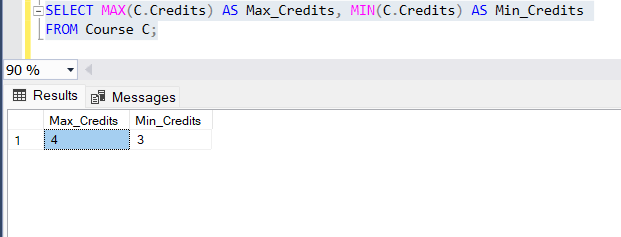 SELECT MAX(C.Credits) AS Max_Credits, MIN(C.Credits) AS Min_Credits
FROM Course C;
90 %
Results Messages
Max_Credits Min_Credits
1 4 3